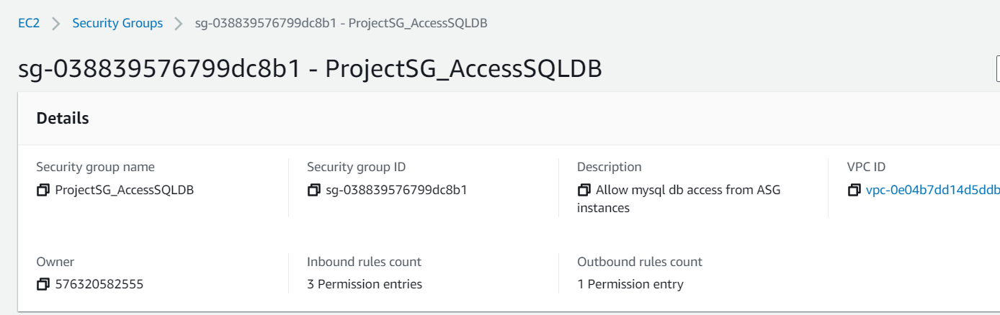 EC2 > Security Groups > sg-038839576799dc8b1 - ProjectSG_AccessSQLDB
sg-038839576799dc8b1 - ProjectSG_AccessSQLDB
Details
Security group name
ProjectSG_AccessSQLDB
Security group ID
sg-038839576799dc8b1
Description
Allow mysql db access from ASG
instances
VPC ID
vpc-0e04b7dd14d5ddb
Owner
576320582555
Inbound rules count
3 Permission entries
Outbound rules count
1 Permission entry